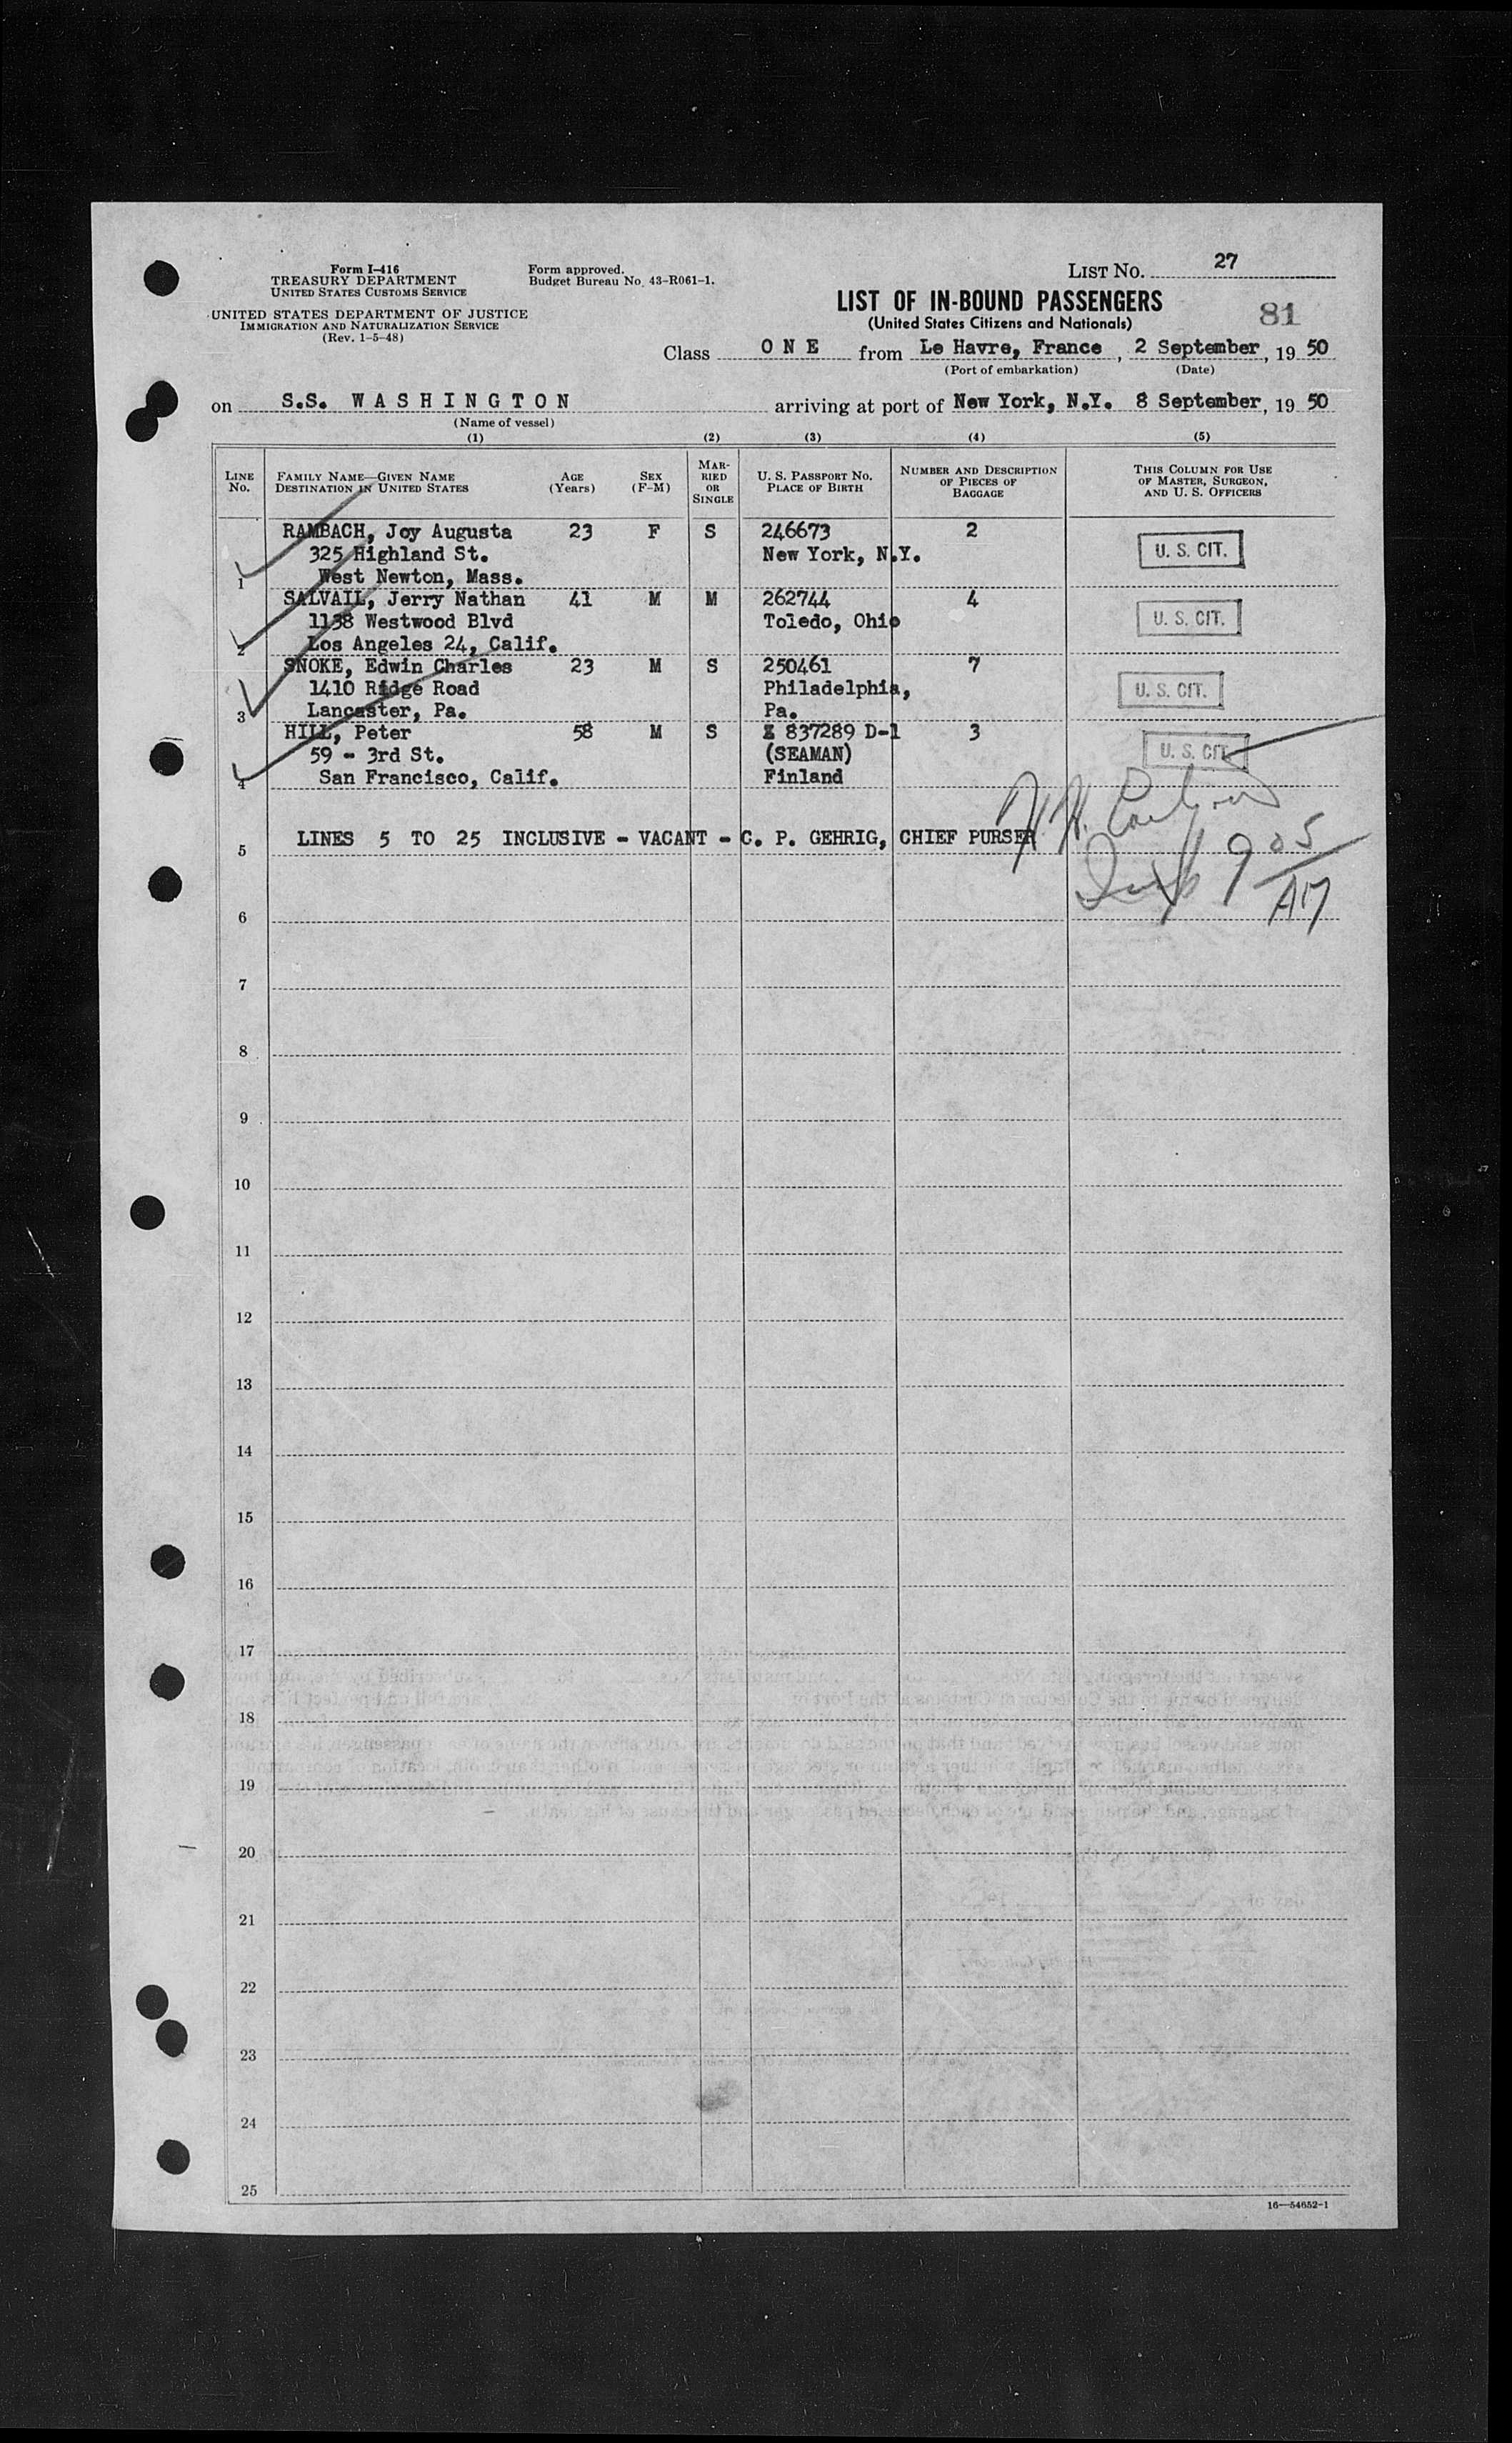 Form I-416
TREASURY DEPARTMENT
UNITED STATES CUSTOMS SERVICE
UNITED STATES DEPARTMENT OF JUSTICE
IMMIGRATION AND NATURALIZATION SERVICE
(Rev. 1-5-48)
Form approved.
Budget Bureau No. 43-R061-1.
LIST NO. 27
LIST OF IN-BOUND PASSENGERS
(United States Citizens and Nationals)
81
Class O N E from Le Havre, France, 2 September, 19 50
(Port of embarkation) (Date)
on S.S. W A S H I N G T O N arriving at port of New York, N.Y. 8 September, 19 50
(Name of vessel)
(1) (2) (3) (4) (5)
LINE No.
FAMILY NAME—GIVEN NAME
DESTINATION IN UNITED STATES
AGE
(Years)
SEX
(F-M)
MAR-
RIED
OR
SINGLE
U. S. PASSPORT NO.
PLACE OF BIRTH
NUMBER AND DESCRIPTION
OF PIECES OF
BAGGAGE
THIS COLUMN FOR USE
OF MASTER, SURGEON,
AND U. S. OFFICERS
RAMBACH, Joy Augusta 23 F S 246673 2
325 Highland St. New York, N.Y. U. S. CIT.
1 West Newton, Mass.
SALVAIL, Jerry Nathan 41 M M 262744 4
1138 Westwood Blvd Toledo, Ohio U. S. CIT.
2 Los Angeles 24, Calif.
SNOKE, Edwin Charles 23 M S 250461 7
1410 Ridge Road Philadelphia, U. S. CIT.
3 Lancaster, Pa. Pa.
HILL, Peter 58 M S Z 837289 D-1 3
59 - 3rd St. (SEAMAN) U. S. CIT.
4 San Francisco, Calif. Finland
5 LINES 5 TO 25 INCLUSIVE - VACANT - C. P. GEHRIG, CHIEF PURSER
9 05
AM
6
7
8
9
10
11
12
13
14
15
16
17
18
19
20
21
22
23
24
25
16—54652-1